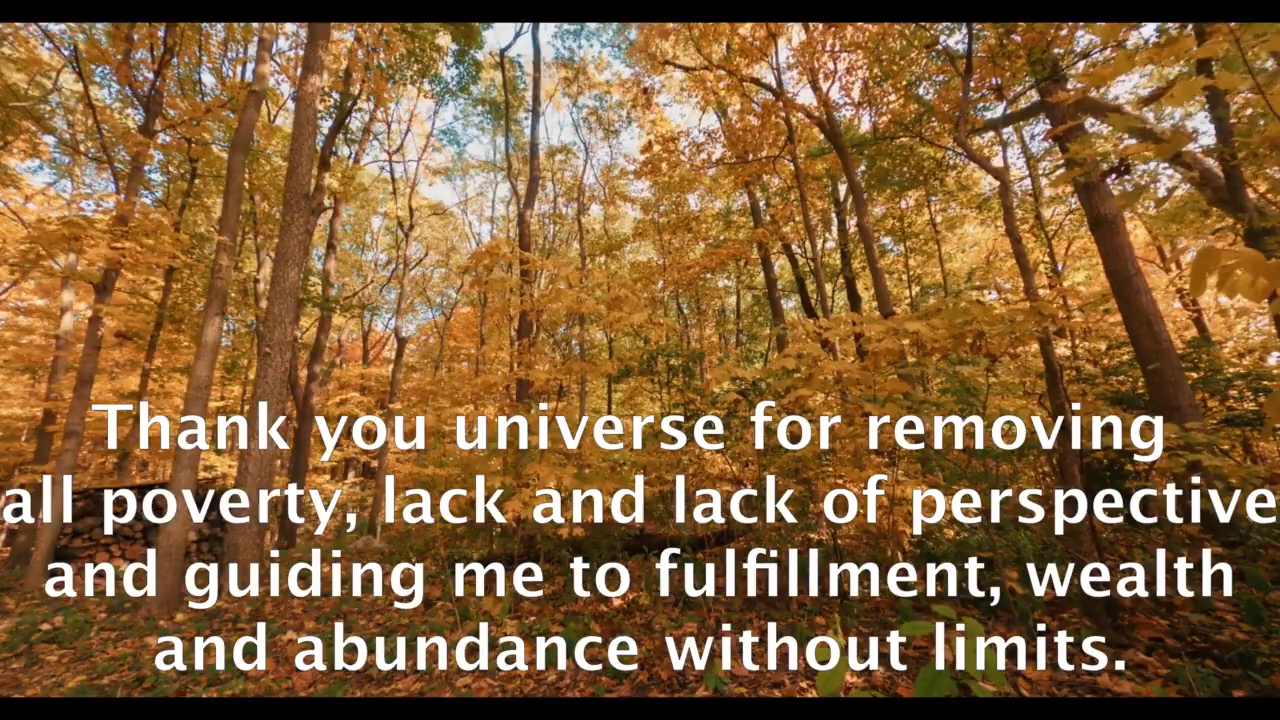 Thank you universe for removing
all poverty, lack and lack of perspective
and guiding me to fulfillment, wealth
and abundance without limits.